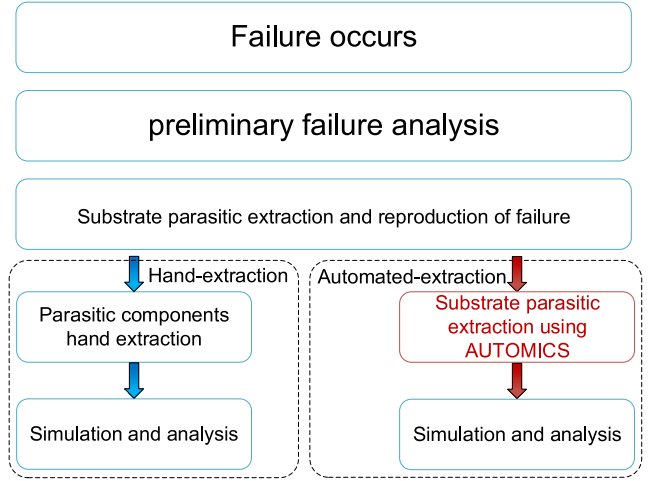 Failure occurs
preliminary failure analysis
Substrate parasitic extraction and reproduction of failure
Hand-extraction
Parasitic components
hand extraction
Simulation and analysis
Automated-extraction
Substrate parasitic
extraction using
AUTOMICS
Simulation and analysis